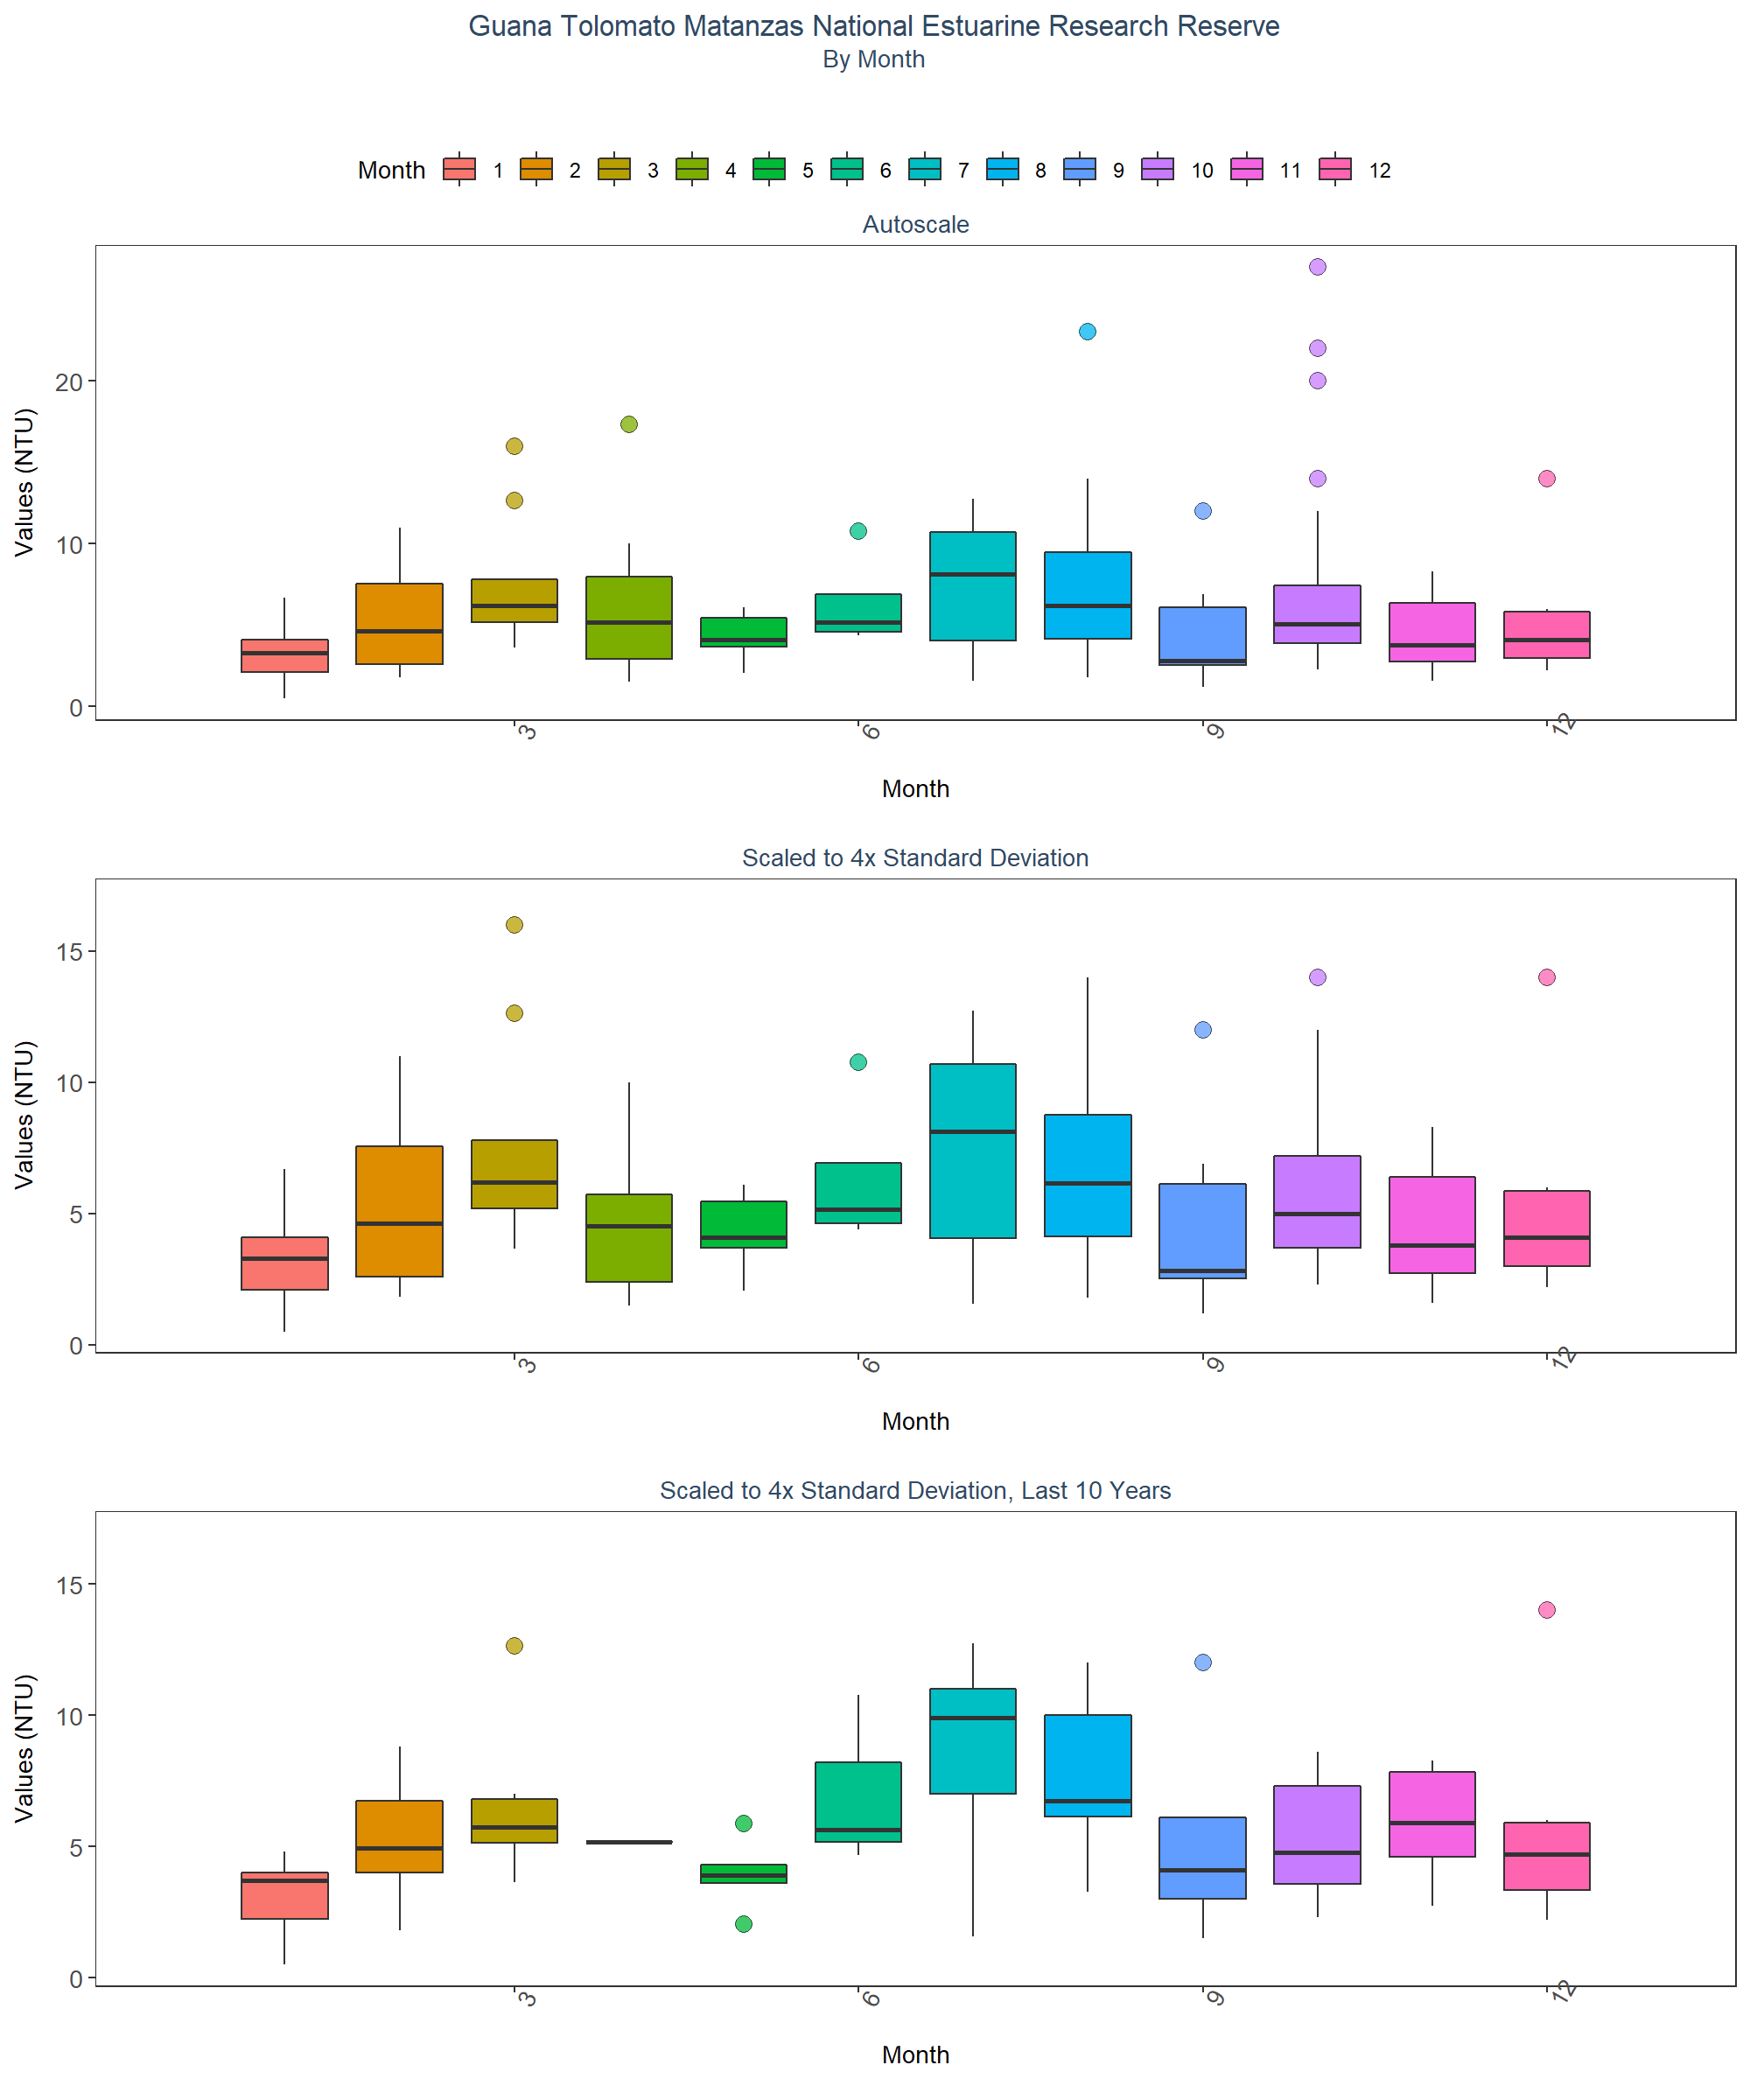 Guana Tolomato Matanzas National Estuarine Research Reserve
By Month
Month 1 2 3 4 5 6 7 8 9 10 11 12
Autoscale
Values (NTU)
20
10
0
3 6 9 12
Month
Scaled to 4x Standard Deviation
Values (NTU)
15
10
5
0
3 6 9 12
Month
Scaled to 4x Standard Deviation, Last 10 Years
Values (NTU)
15
10
5
0
3 6 9 12
Month